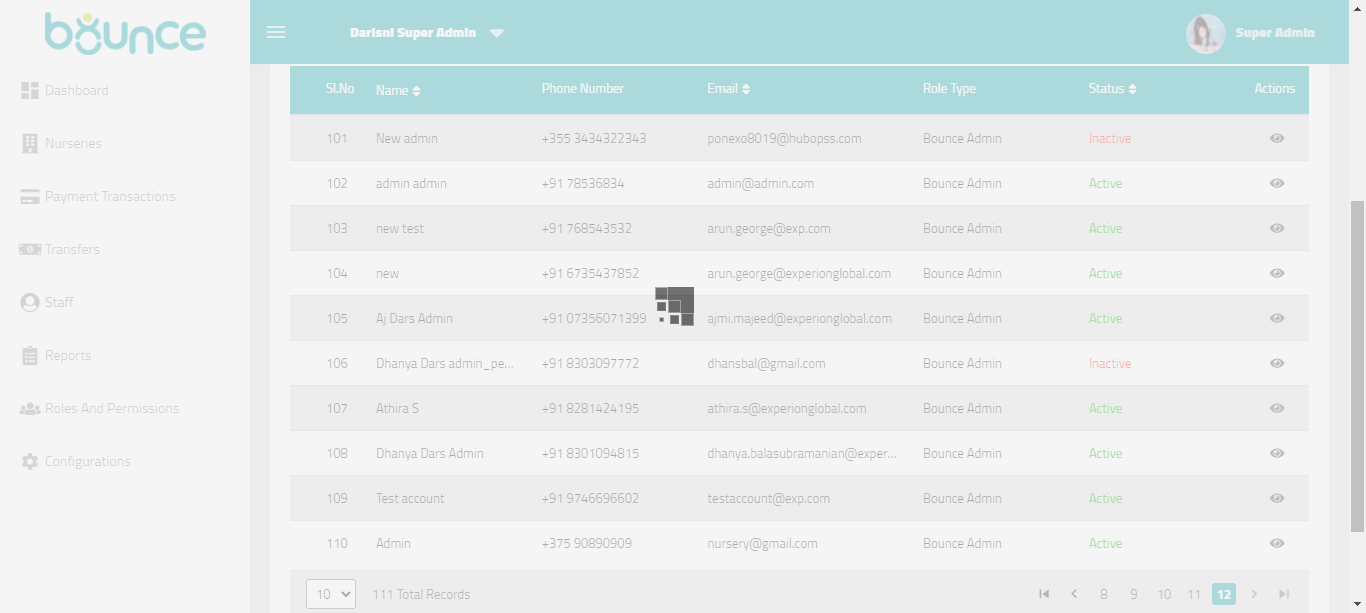 bounce
Darisni Super Admin
Super Admin
Dashboard
Nurseries
Payment Transactions
Transfers
Staff
Reports
Roles And Permissions
Configurations
Sl.No Name Phone Number Email Role Type Status Actions
101 New admin +355 3434322343 ponexo8019@hubopss.com Bounce Admin Inactive
102 admin admin +91 78536834 admin@admin.com Bounce Admin Active
103 new test +91 768543532 arun.george@exp.com Bounce Admin Active
104 new +91 6735437852 arun.george@experionglobal.com Bounce Admin Active
105 Aj Dars Admin +91 07356071399 ajmi.majeed@experionglobal.com Bounce Admin Active
106 Dhanya Dars admin_pe... +91 8303097772 dhansbal@gmail.com Bounce Admin Inactive
107 Athira S +91 8281424195 athira.s@experionglobal.com Bounce Admin Active
108 Dhanya Dars Admin +91 8301094815 dhanya.balasubramanian@exper... Bounce Admin Active
109 Test account +91 9746696602 testaccount@exp.com Bounce Admin Active
110 Admin +375 90890909 nursery@gmail.com Bounce Admin Active
10 111 Total Records 8 9 10 11 12